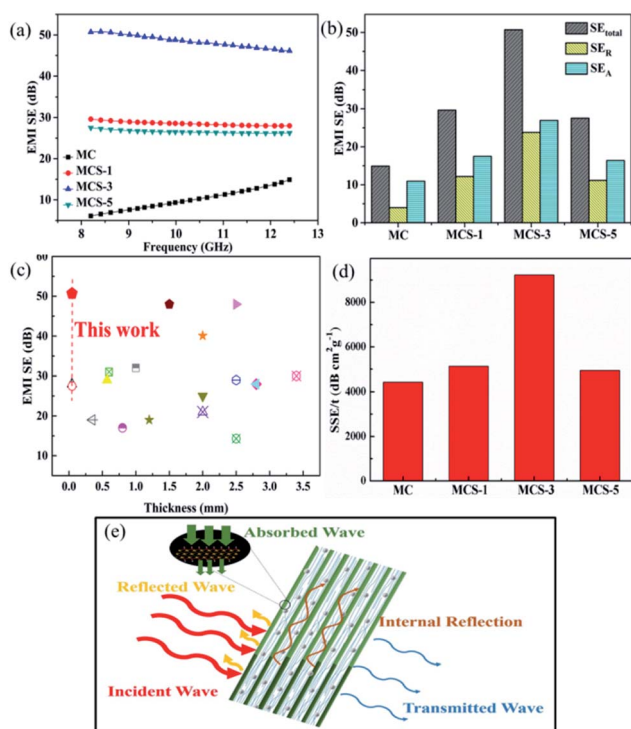 (a)
EMI SE (dB)
50
40
30
20
10
MC
MCS-1
MCS-3
MCS-5
8 9 10 11 12 13
Frequency (GHz)
(b)
EMI SE (dB)
50
40
30
20
10
0
SEtotal
SER
SEA
MC MCS-1 MCS-3 MCS-5
(c)
EMI SE (dB)
60
50
40
30
20
10
This work
0.0 0.5 1.0 1.5 2.0 2.5 3.0 3.5
Thickness (mm)
(d)
SSE/t (dB cm2g-1)
8000
6000
4000
2000
0
MC MCS-1 MCS-3 MCS-5
(e)
Absorbed Wave
Reflected Wave
Internal Reflection
Incident Wave
Transmitted Wave